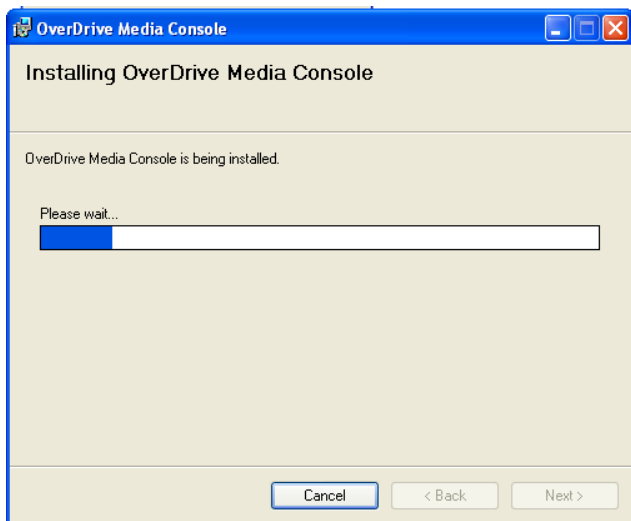 OverDrive Media Console
Installing OverDrive Media Console
OverDrive Media Console is being installed.
Please wait...
Cancel
< Back
Next >